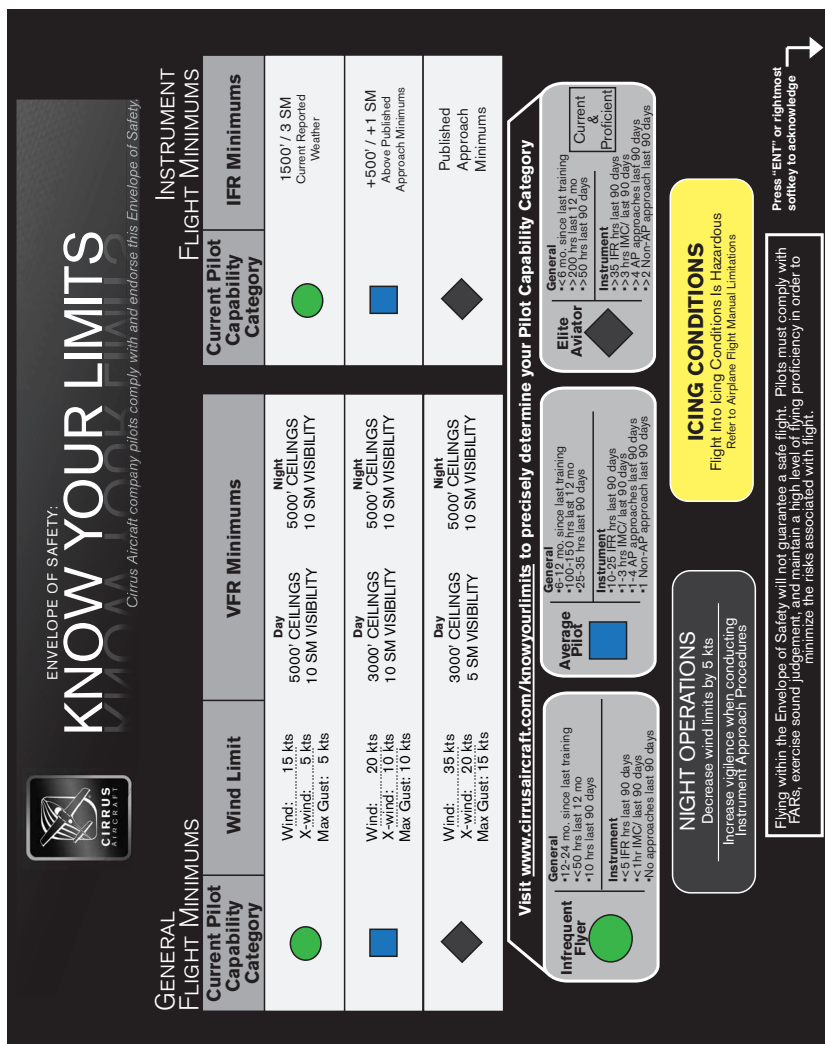 CIRRUS
AIRCRAFT
ENVELOPE OF SAFETY:
KNOW YOUR LIMITS
Cirrus Aircraft company pilots comply with and endorse this Envelope of Safety.
GENERAL
FLIGHT MINIMUMS
Current Pilot
Capability
Category
Wind Limit
VFR Minimums
Wind: 15 kts
X-wind: 5 kts
Max Gust: 5 kts
Day
5000' CEILINGS
10 SM VISIBILITY
Night
5000' CEILINGS
10 SM VISIBILITY
Wind: 20 kts
X-wind: 10 kts
Max Gust: 10 kts
Day
3000' CEILINGS
10 SM VISIBILITY
Night
5000' CEILINGS
10 SM VISIBILITY
Wind: 35 kts
X-wind: 20 kts
Max Gust: 15 kts
Day
3000' CEILINGS
5 SM VISIBILITY
Night
5000' CEILINGS
10 SM VISIBILITY
INSTRUMENT
FLIGHT MINIMUMS
Current Pilot
Capability
Category
IFR Minimums
1500' / 3 SM
Current Reported
Weather
+500' / +1 SM
Above Published
Approach Minimums
Published
Approach
Minimums
Visit www.cirrusaircraft.com/knowyourlimits to precisely determine your Pilot Capability Category
Infrequent
Flyer
General
•12-24 mo. since last training
•<50 hrs last 12 mo
•10 hrs last 90 days
Instrument
•<5 IFR hrs last 90 days
•<1hr IMC/ last 90 days
•No approaches last 90 days
Average
Pilot
General
•6-12 mo. since last training
•100-150 hrs last 12 mo
•25-35 hrs last 90 days
Instrument
•10-25 IFR hrs last 90 days
•1-3 hrs IMC/ last 90 days
•1-4 AP approaches last 90 days
•1 Non-AP approach last 90 days
Elite
Aviator
General
•<6 mo. since last training
•>200 hrs last 12 mo
•>50 hrs last 90 days
Instrument
•>35 IFR hrs last 90 days
•>3 hrs IMC/ last 90 days
•>4 AP approaches last 90 days
•>2 Non-AP approach last 90 days
Current
&
Proficient
NIGHT OPERATIONS
Decrease wind limits by 5 kts
Increase vigilence when conducting
Instrument Approach Procedures
ICING CONDITIONS
Flight Into Icing Conditions Is Hazardous
Refer to Airplane Flight Manual Limitations
Flying within the Envelope of Safety will not guarantee a safe flight. Pilots must comply with
FARs, exercise sound judgement, and maintain a high level of flying proficiency in order to
minimize the risks associated with flight.
Press "ENT" or rightmost
softkey to acknowledge